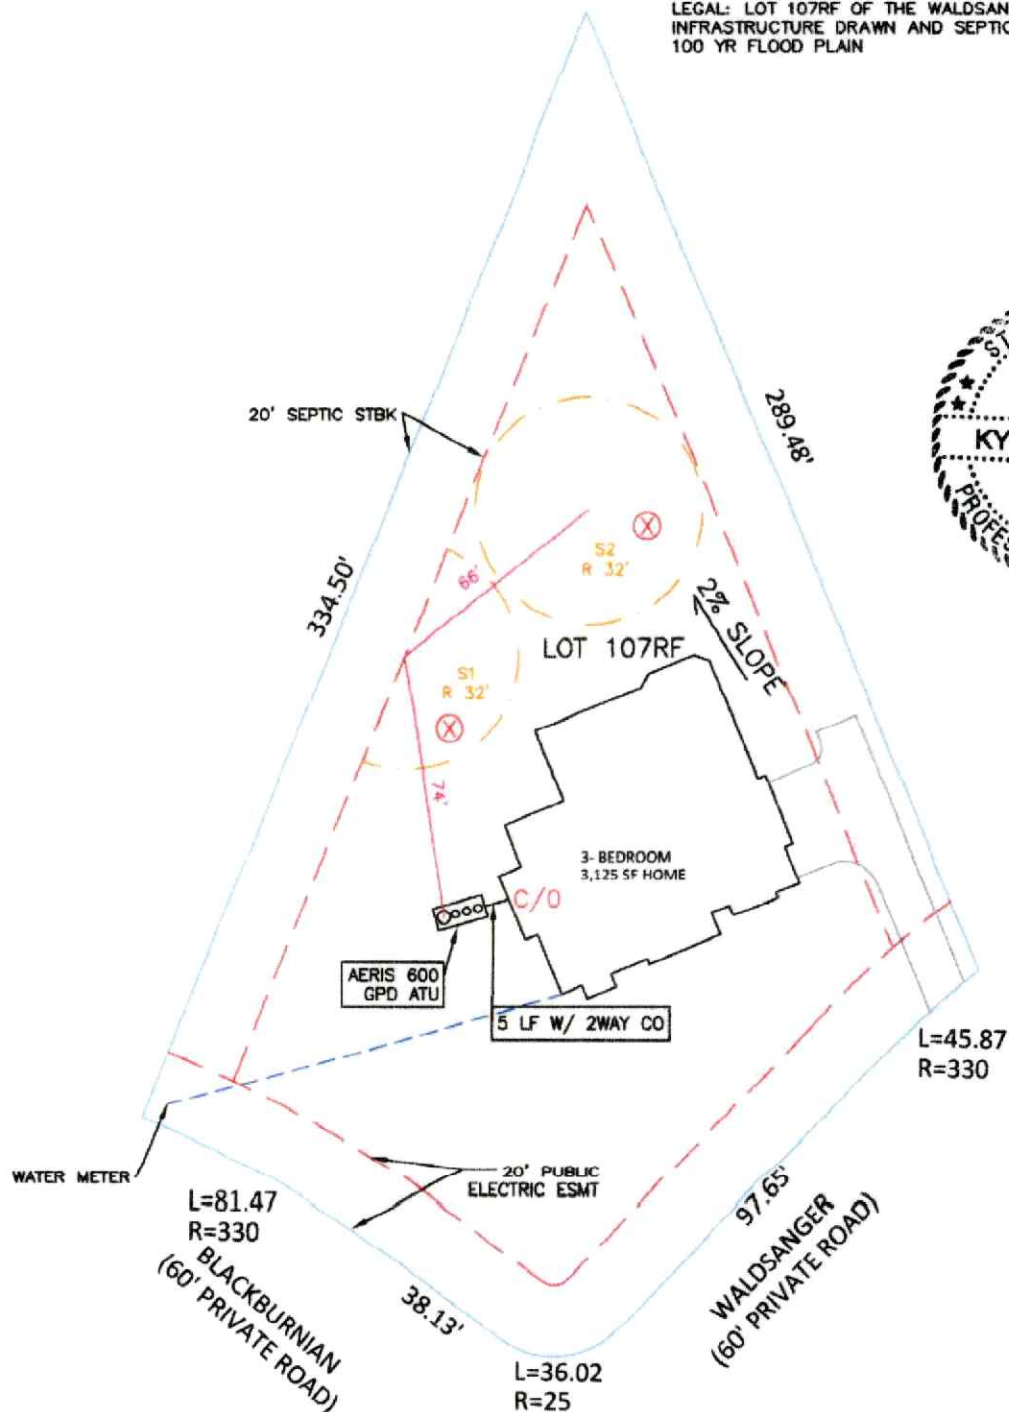 LEGAL: LOT 107RF OF THE WALDSAN
INFRASTRUCTURE DRAWN AND SEPTIC
100 YR FLOOD PLAIN
20' SEPTIC STBK
289.48'
KY
PROFES
334.50'
66'
S2
R 32'
2% SLOPE
LOT 107RF
S1
R 32'
74'
3- BEDROOM
3,125 SF HOME
C/O
AERIS 600
GPD ATU
5 LF W/ 2WAY CO
L=45.87
R=330
WATER METER
20' PUBLIC
ELECTRIC ESMT
L=81.47
R=330
BLACKBURNIAN
(60' PRIVATE ROAD)
97.65'
WALDSANGER
(60' PRIVATE ROAD)
38.13'
L=36.02
R=25